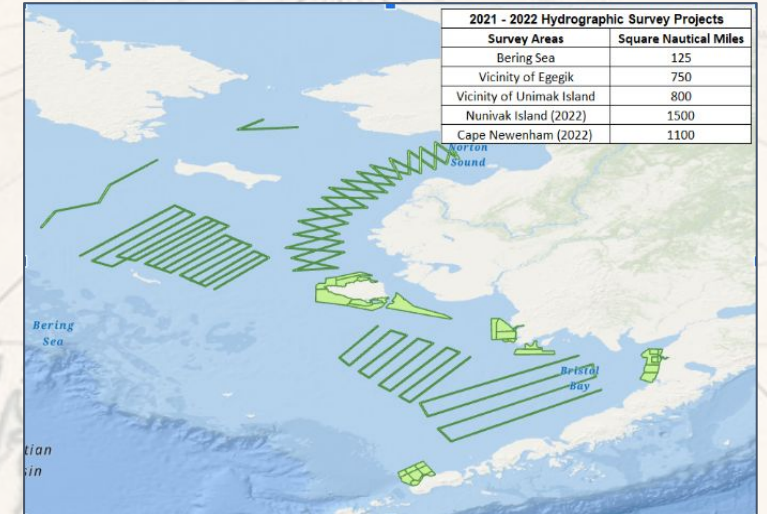 2021 - 2022 Hydrographic Survey Projects
Survey Areas Square Nautical Miles
Bering Sea 125
Vicinity of Egegik 750
Vicinity of Unimak Island 800
Nunivak Island (2022) 1500
Cape Newenham (2022) 1100
Norton
Sound
Bering
Sea
Bristol
Bay
tian
sin